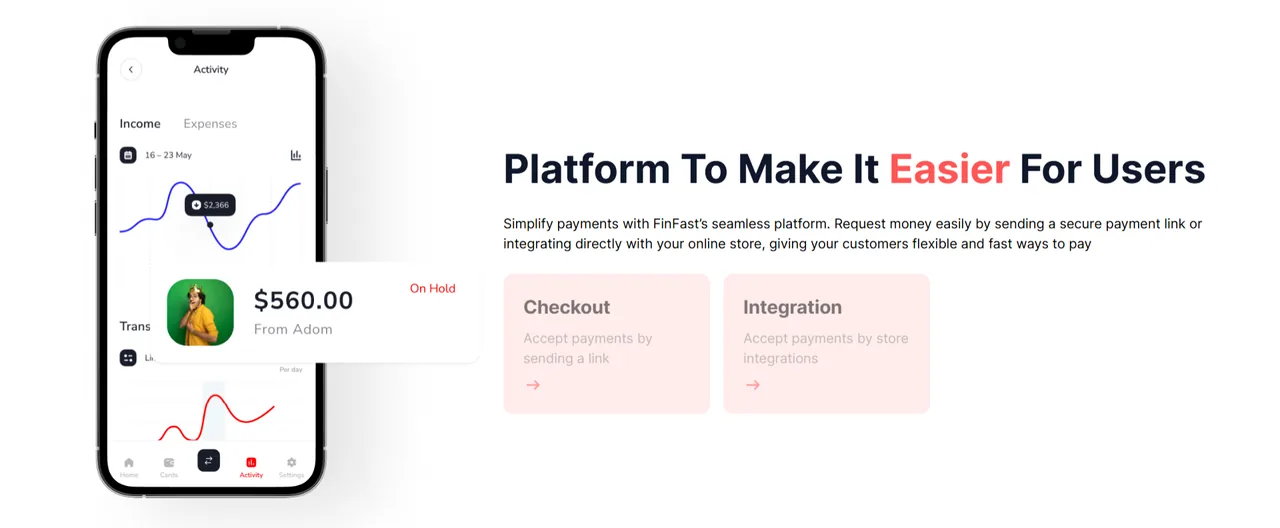 Activity
Income Expenses
16 – 23 May
$2,366
$560.00
On Hold
From Adom
Trans
Li
Per day
Home Cards Activity Settings
Platform To Make It Easier For Users
Simplify payments with FinFast’s seamless platform. Request money easily by sending a secure payment link or
integrating directly with your online store, giving your customers flexible and fast ways to pay
Checkout
Accept payments by
sending a link
Integration
Accept payments by store
integrations